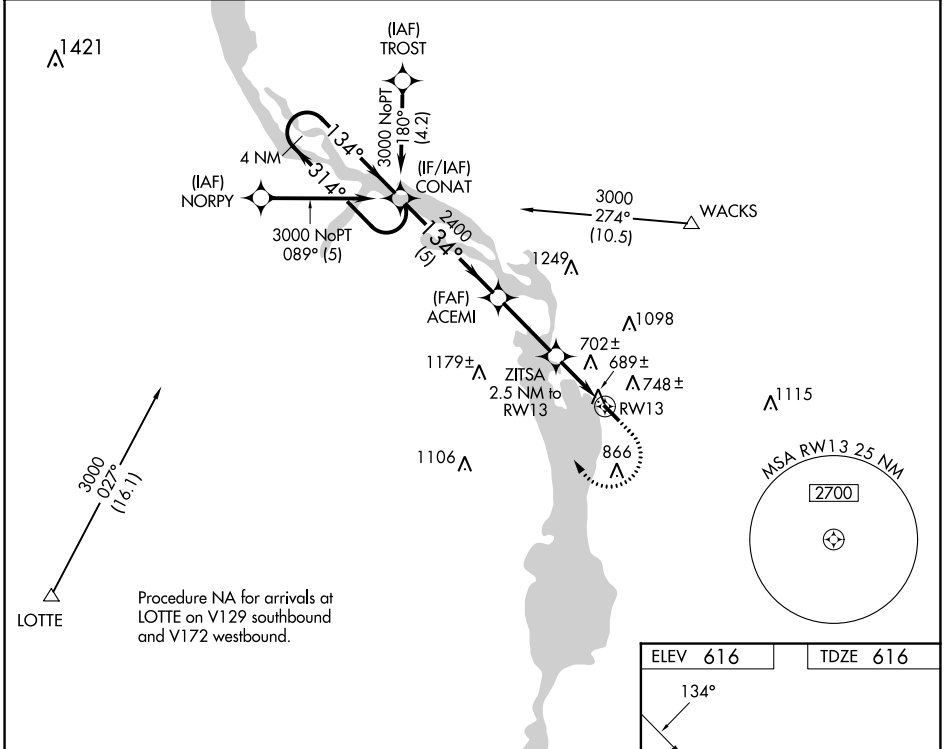 1421
(IAF)
TROST
3000 NoPT
180°
(4.2)
134°
4 NM
314°
(IF/IAF)
CONAT
(IAF)
NORPY
3000 NoPT
089° (5)
2400
134°
(5)
3000
274°
(10.5)
WACKS
1249
(FAF)
ACEMI
1098
702±
689±
1179±
ZITSA
2.5 NM to
RW13
748±
RW13
1115
1106
866
3000
027°
(16.1)
LOTTE
MSA RW13 25 NM
2700
Procedure NA for arrivals at
LOTTE on V129 southbound
and V172 westbound.
ELEV 616
TDZE 616
134°